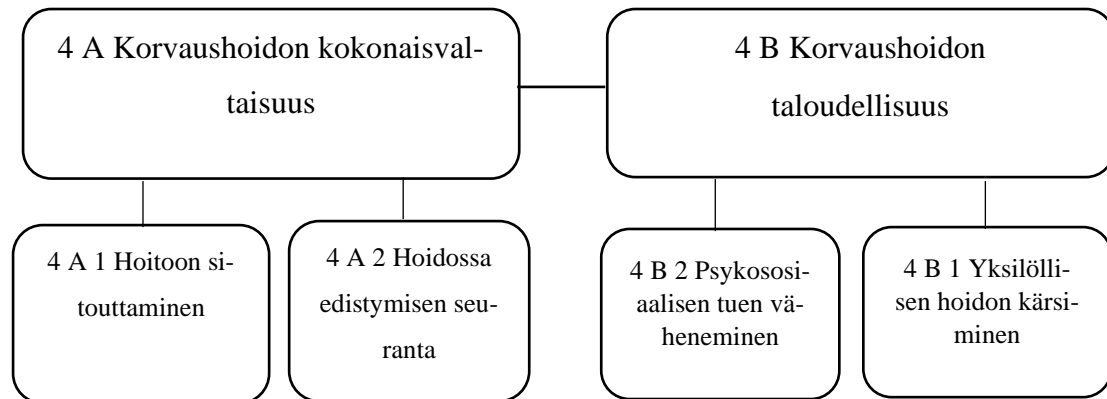 4 A Korvaushoidon kokonaisval-
taisuus
4 B Korvaushoidon
taloudellisuus
4 A 1 Hoitoon si-
touttaminen
4 A 2 Hoidossa
edistymisen seu-
ranta
4 B 2 Psykososi-
aalisen tuen vä-
heneminen
4 B 1 Yksilölli-
sen hoidon kärsi-
minen